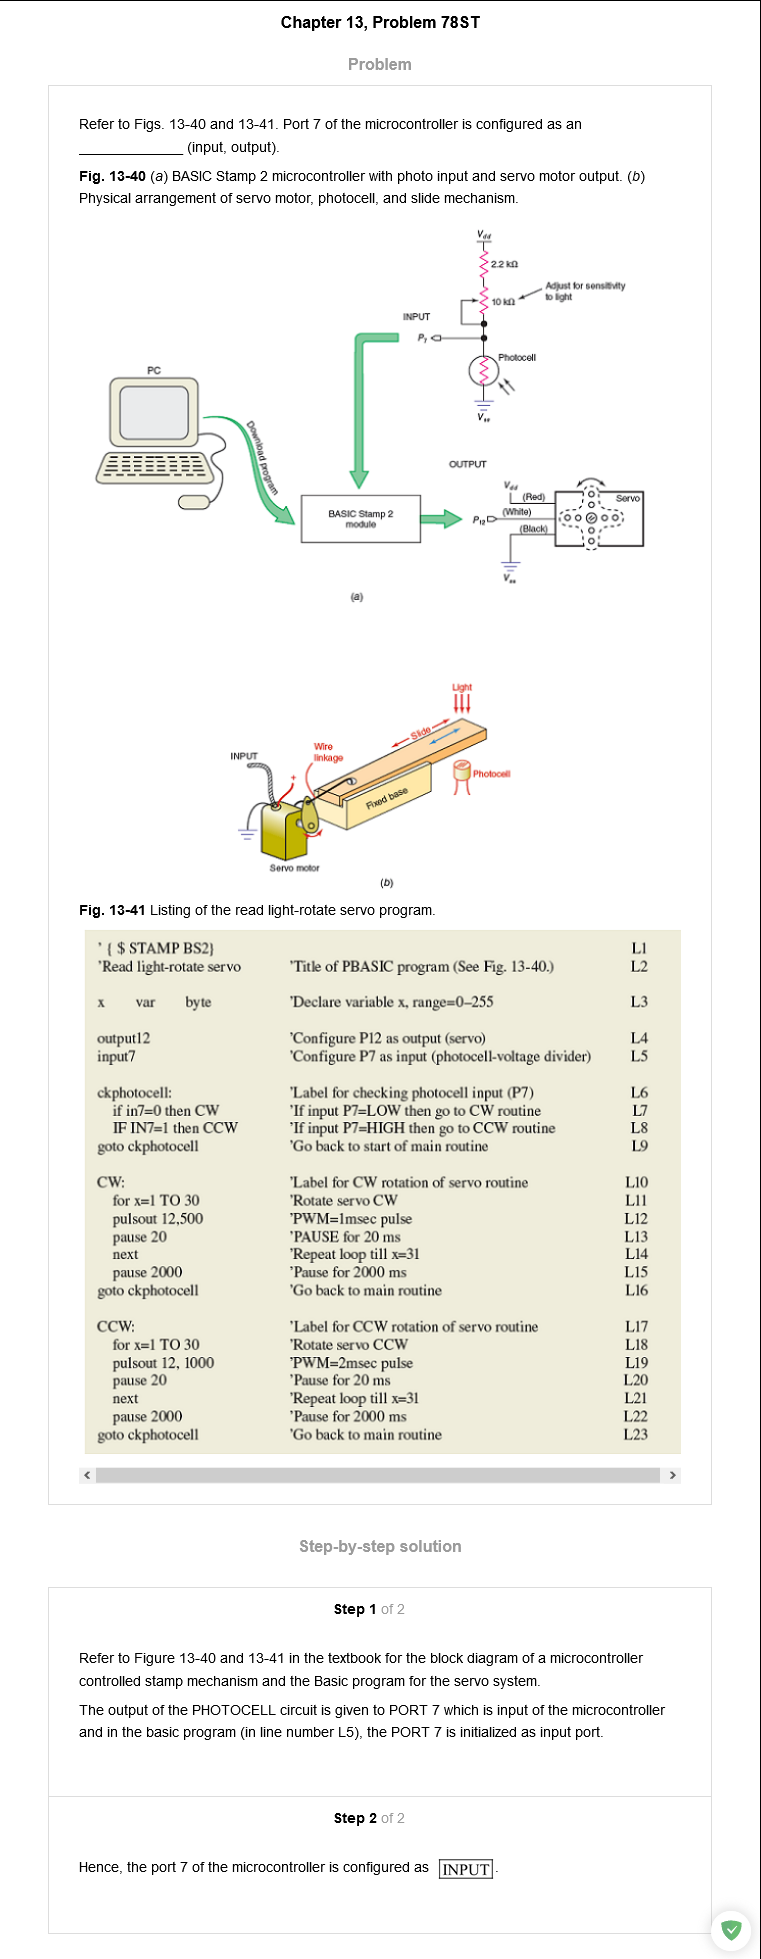 Chapter 13, Problem 78ST
Problem
Refer to Figs. 13-40 and 13-41. Port 7 of the microcontroller is configured as an
_____________ (input, output).
Fig. 13-40 (a) BASIC Stamp 2 microcontroller with photo input and servo motor output. (b)
Physical arrangement of servo motor, photocell, and slide mechanism.
Vdd
2.2 kΩ
Adjust for sensitivity
to light
10 kΩ
INPUT
P7
Photocell
PC
Vss
Download program
OUTPUT
Vdd
(Red)
Servo
BASIC Stamp 2
module
P12
(White)
(Black)
Vss
(a)
Light
Slide
INPUT
Wire
linkage
+
Photocell
Fixed base
Servo motor
(b)
Fig. 13-41 Listing of the read light-rotate servo program.
' { $ STAMP BS2} L1
'Read light-rotate servo 'Title of PBASIC program (See Fig. 13-40.) L2
x var byte 'Declare variable x, range=0–255 L3
output12 'Configure P12 as output (servo) L4
input7 'Configure P7 as input (photocell-voltage divider) L5
ckphotocell: 'Label for checking photocell input (P7) L6
if in7=0 then CW 'If input P7=LOW then go to CW routine L7
IF IN7=1 then CCW 'If input P7=HIGH then go to CCW routine L8
goto ckphotocell 'Go back to start of main routine L9
CW: 'Label for CW rotation of servo routine L10
for x=1 TO 30 'Rotate servo CW L11
pulsout 12,500 'PWM=1msec pulse L12
pause 20 'PAUSE for 20 ms L13
next 'Repeat loop till x=31 L14
pause 2000 'Pause for 2000 ms L15
goto ckphotocell 'Go back to main routine L16
CCW: 'Label for CCW rotation of servo routine L17
for x=1 TO 30 'Rotate servo CCW L18
pulsout 12, 1000 'PWM=2msec pulse L19
pause 20 'Pause for 20 ms L20
next 'Repeat loop till x=31 L21
pause 2000 'Pause for 2000 ms L22
goto ckphotocell 'Go back to main routine L23
Step-by-step solution
Step 1 of 2
Refer to Figure 13-40 and 13-41 in the textbook for the block diagram of a microcontroller
controlled stamp mechanism and the Basic program for the servo system.
The output of the PHOTOCELL circuit is given to PORT 7 which is input of the microcontroller
and in the basic program (in line number L5), the PORT 7 is initialized as input port.
Step 2 of 2
Hence, the port 7 of the microcontroller is configured as INPUT.